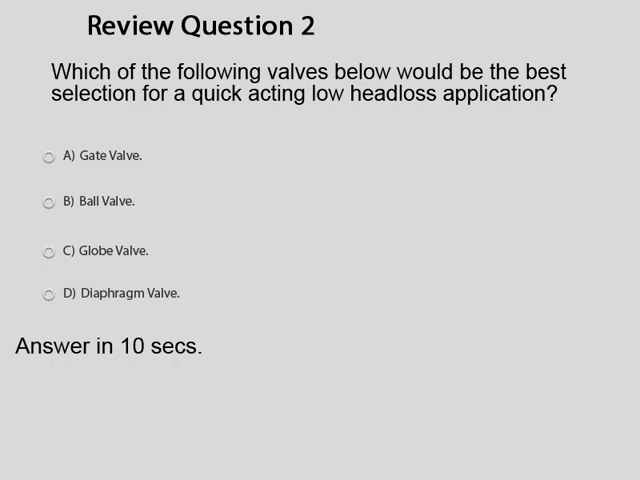 Review Question 2
Which of the following valves below would be the best
selection for a quick acting low headloss application?
A) Gate Valve.
B) Ball Valve.
C) Globe Valve.
D) Diaphragm Valve.
Answer in 10 secs.